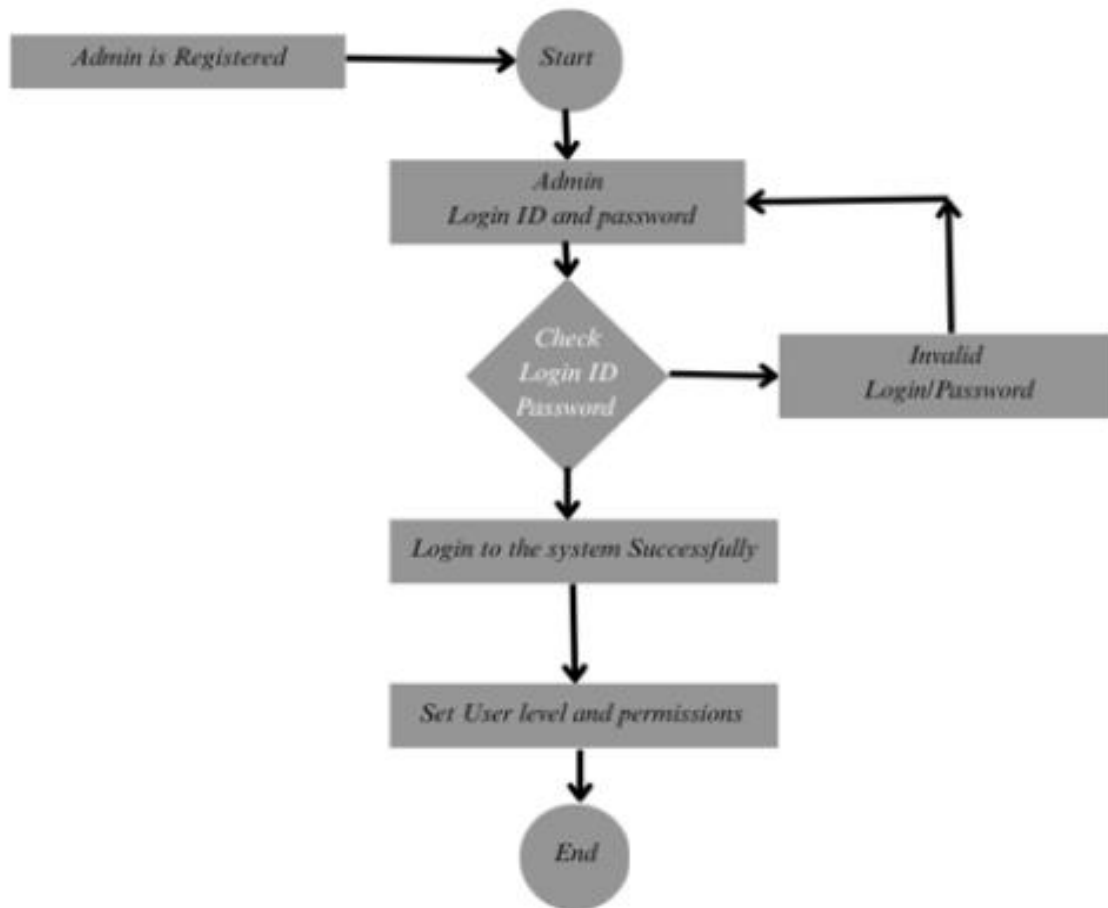 Admin is Registered
Start
Admin
Login ID and password
Check
Login ID
Password
Invalid
Login/Password
Login to the system Successfully
Set User level and permissions
End